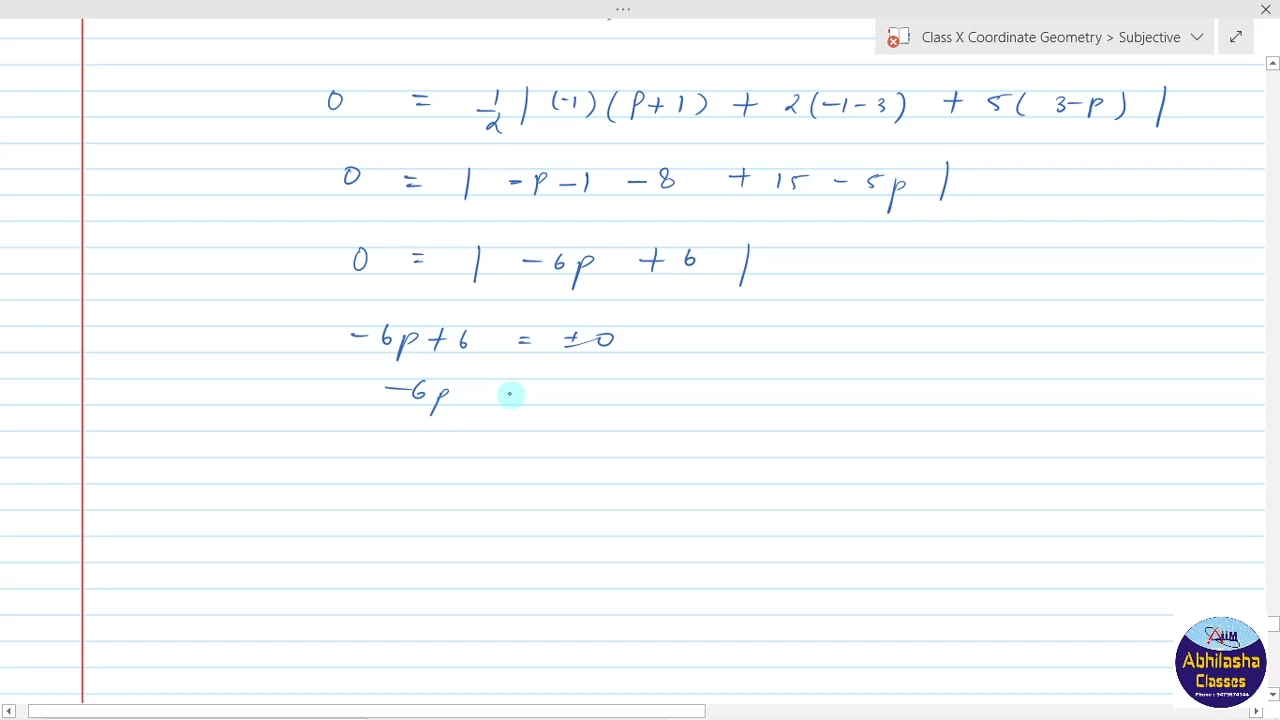 Class X Coordinate Geometry > Subjective
0 = 1/2 | (-1)(p+1) + 2(-1-3) + 5(3-p) |
0 = | -p-1 -8 + 15 - 5p |
0 = | -6p + 6 |
-6p+6 = ±0
-6p
AIIM
Abhilasha
Classes